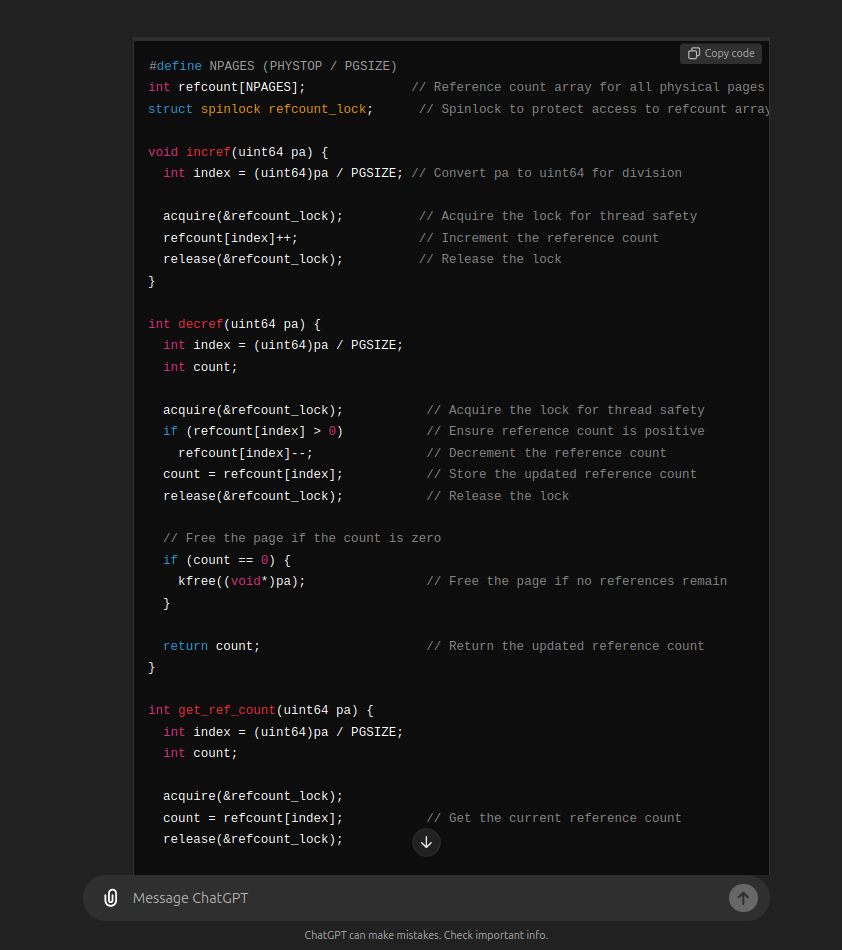 Copy code
#define NPAGES (PHYSTOP / PGSIZE)
int refcount[NPAGES];              // Reference count array for all physical pages
struct spinlock refcount_lock;      // Spinlock to protect access to refcount array

void incref(uint64 pa) {
  int index = (uint64)pa / PGSIZE; // Convert pa to uint64 for division

  acquire(&refcount_lock);          // Acquire the lock for thread safety
  refcount[index]++;                // Increment the reference count
  release(&refcount_lock);          // Release the lock
}

int decref(uint64 pa) {
  int index = (uint64)pa / PGSIZE;
  int count;

  acquire(&refcount_lock);           // Acquire the lock for thread safety
  if (refcount[index] > 0)           // Ensure reference count is positive
    refcount[index]--;               // Decrement the reference count
  count = refcount[index];           // Store the updated reference count
  release(&refcount_lock);           // Release the lock

  // Free the page if the count is zero
  if (count == 0) {
    kfree((void*)pa);                // Free the page if no references remain
  }

  return count;                      // Return the updated reference count
}

int get_ref_count(uint64 pa) {
  int index = (uint64)pa / PGSIZE;
  int count;

  acquire(&refcount_lock);
  count = refcount[index];           // Get the current reference count
  release(&refcount_lock);
Message ChatGPT
ChatGPT can make mistakes. Check important info.